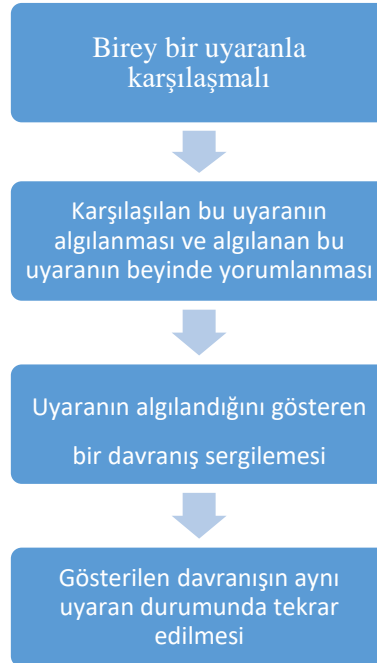 Birey bir uyaranla
karşılaşmalı
Karşılaşılan bu uyaranın
algılanması ve algılanan bu
uyaranın beyinde yorumlanması
Uyaranın algılandığını gösteren
bir davranış sergilemesi
Gösterilen davranışın aynı
uyaran durumunda tekrar
edilmesi